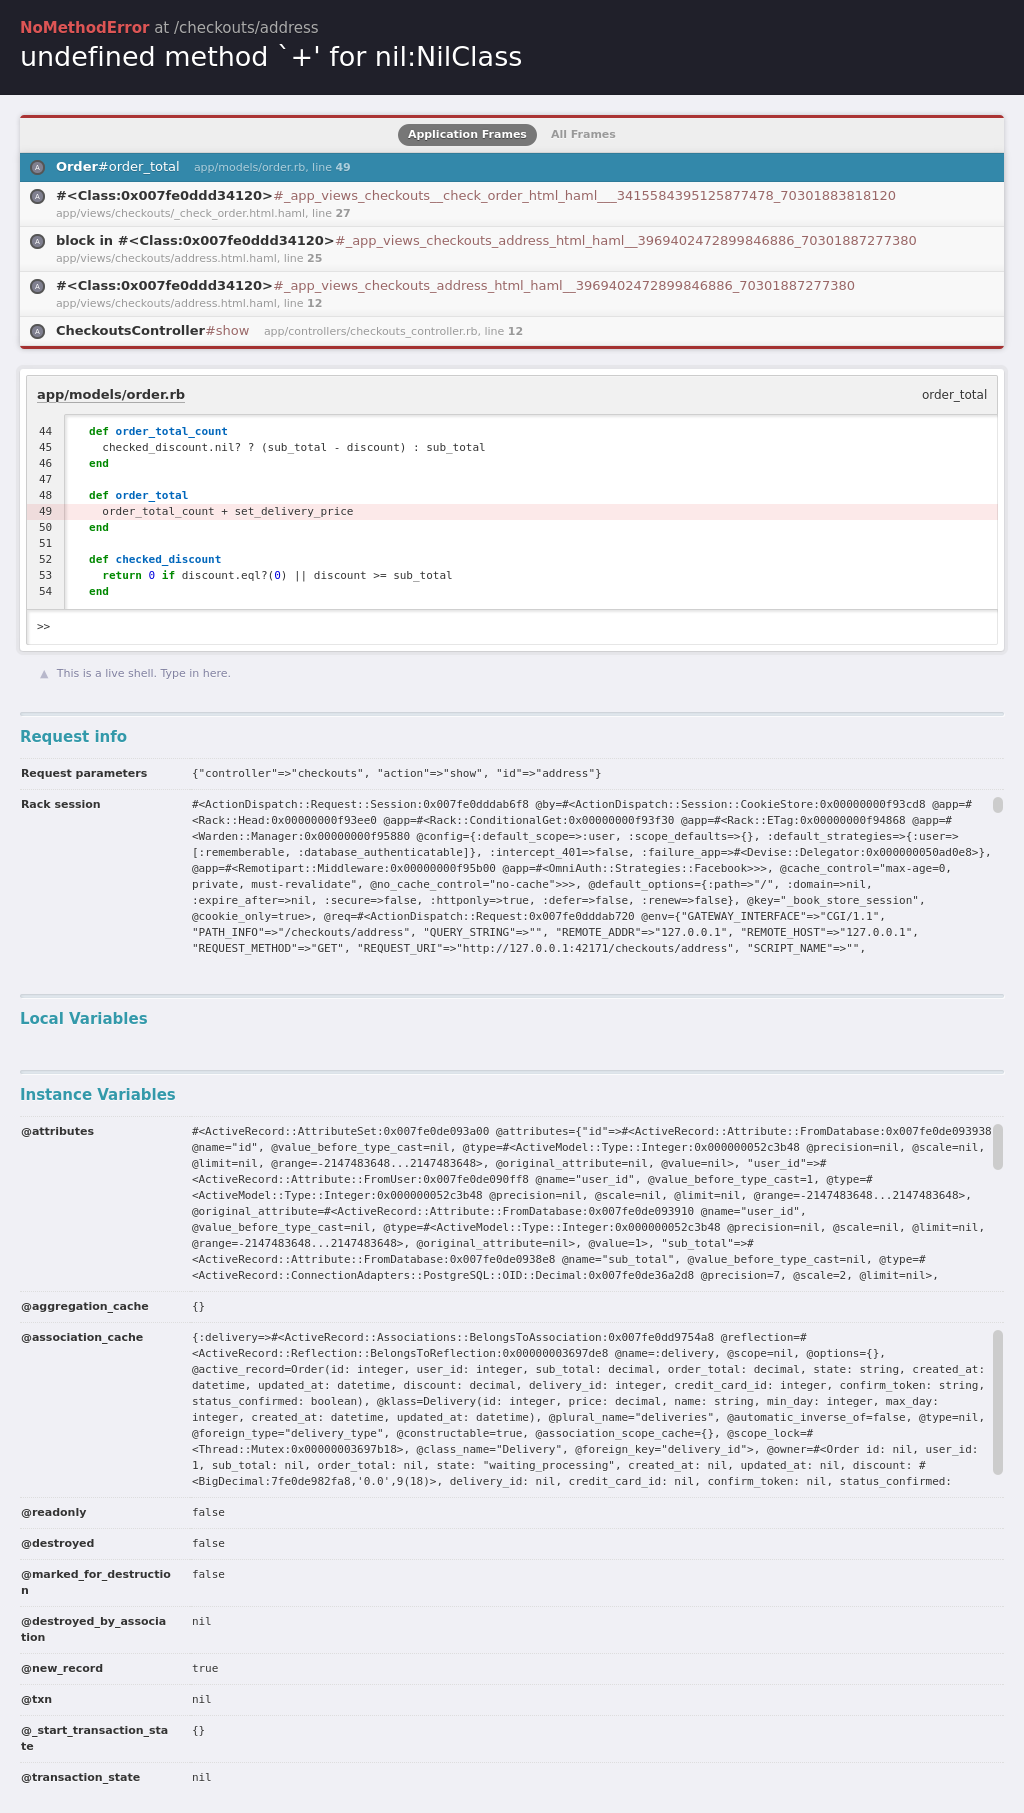 NoMethodError at /checkouts/address
undefined method `+' for nil:NilClass
Application Frames All Frames
A Order#order_total app/models/order.rb, line 49
A #<Class:0x007fe0ddd34120>#_app_views_checkouts__check_order_html_haml___3415584395125877478_70301883818120
app/views/checkouts/_check_order.html.haml, line 27
A block in #<Class:0x007fe0ddd34120>#_app_views_checkouts_address_html_haml__3969402472899846886_70301887277380
app/views/checkouts/address.html.haml, line 25
A #<Class:0x007fe0ddd34120>#_app_views_checkouts_address_html_haml__3969402472899846886_70301887277380
app/views/checkouts/address.html.haml, line 12
A CheckoutsController#show app/controllers/checkouts_controller.rb, line 12
app/models/order.rb order_total
44 def order_total_count
45 checked_discount.nil? ? (sub_total - discount) : sub_total
46 end
47
48 def order_total
49 order_total_count + set_delivery_price
50 end
51
52 def checked_discount
53 return 0 if discount.eql?(0) || discount >= sub_total
54 end
>>
▲ This is a live shell. Type in here.
Request info
Request parameters {"controller"=>"checkouts", "action"=>"show", "id"=>"address"}
Rack session #<ActionDispatch::Request::Session:0x007fe0dddab6f8 @by=#<ActionDispatch::Session::CookieStore:0x00000000f93cd8 @app=#
<Rack::Head:0x00000000f93ee0 @app=#<Rack::ConditionalGet:0x00000000f93f30 @app=#<Rack::ETag:0x00000000f94868 @app=#
<Warden::Manager:0x00000000f95880 @config={:default_scope=>:user, :scope_defaults=>{}, :default_strategies=>{:user=>
[:rememberable, :database_authenticatable]}, :intercept_401=>false, :failure_app=>#<Devise::Delegator:0x000000050ad0e8>},
@app=#<Remotipart::Middleware:0x00000000f95b00 @app=#<OmniAuth::Strategies::Facebook>>>, @cache_control="max-age=0,
private, must-revalidate", @no_cache_control="no-cache">>>, @default_options={:path=>"/", :domain=>nil,
:expire_after=>nil, :secure=>false, :httponly=>true, :defer=>false, :renew=>false}, @key="_book_store_session",
@cookie_only=true>, @req=#<ActionDispatch::Request:0x007fe0dddab720 @env={"GATEWAY_INTERFACE"=>"CGI/1.1",
"PATH_INFO"=>"/checkouts/address", "QUERY_STRING"=>"", "REMOTE_ADDR"=>"127.0.0.1", "REMOTE_HOST"=>"127.0.0.1",
"REQUEST_METHOD"=>"GET", "REQUEST_URI"=>"http://127.0.0.1:42171/checkouts/address", "SCRIPT_NAME"=>"",
Local Variables
Instance Variables
@attributes #<ActiveRecord::AttributeSet:0x007fe0de093a00 @attributes={"id"=>#<ActiveRecord::Attribute::FromDatabase:0x007fe0de093938
@name="id", @value_before_type_cast=nil, @type=#<ActiveModel::Type::Integer:0x000000052c3b48 @precision=nil, @scale=nil,
@limit=nil, @range=-2147483648...2147483648>, @original_attribute=nil, @value=nil>, "user_id"=>#
<ActiveRecord::Attribute::FromUser:0x007fe0de090ff8 @name="user_id", @value_before_type_cast=1, @type=#
<ActiveModel::Type::Integer:0x000000052c3b48 @precision=nil, @scale=nil, @limit=nil, @range=-2147483648...2147483648>,
@original_attribute=#<ActiveRecord::Attribute::FromDatabase:0x007fe0de093910 @name="user_id",
@value_before_type_cast=nil, @type=#<ActiveModel::Type::Integer:0x000000052c3b48 @precision=nil, @scale=nil, @limit=nil,
@range=-2147483648...2147483648>, @original_attribute=nil>, @value=1>, "sub_total"=>#
<ActiveRecord::Attribute::FromDatabase:0x007fe0de0938e8 @name="sub_total", @value_before_type_cast=nil, @type=#
<ActiveRecord::ConnectionAdapters::PostgreSQL::OID::Decimal:0x007fe0de36a2d8 @precision=7, @scale=2, @limit=nil>,
@aggregation_cache {}
@association_cache {:delivery=>#<ActiveRecord::Associations::BelongsToAssociation:0x007fe0dd9754a8 @reflection=#
<ActiveRecord::Reflection::BelongsToReflection:0x00000003697de8 @name=:delivery, @scope=nil, @options={},
@active_record=Order(id: integer, user_id: integer, sub_total: decimal, order_total: decimal, state: string, created_at:
datetime, updated_at: datetime, discount: decimal, delivery_id: integer, credit_card_id: integer, confirm_token: string,
status_confirmed: boolean), @klass=Delivery(id: integer, price: decimal, name: string, min_day: integer, max_day:
integer, created_at: datetime, updated_at: datetime), @plural_name="deliveries", @automatic_inverse_of=false, @type=nil,
@foreign_type="delivery_type", @constructable=true, @association_scope_cache={}, @scope_lock=#
<Thread::Mutex:0x00000003697b18>, @class_name="Delivery", @foreign_key="delivery_id">, @owner=#<Order id: nil, user_id:
1, sub_total: nil, order_total: nil, state: "waiting_processing", created_at: nil, updated_at: nil, discount: #
<BigDecimal:7fe0de982fa8,'0.0',9(18)>, delivery_id: nil, credit_card_id: nil, confirm_token: nil, status_confirmed:
@readonly false
@destroyed false
@marked_for_destructio false
n
@destroyed_by_associa nil
tion
@new_record true
@txn nil
@_start_transaction_sta {}
te
@transaction_state nil